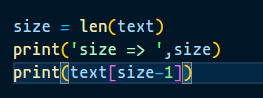 size = len(text)
print('size => ',size)
print(text[size-1])